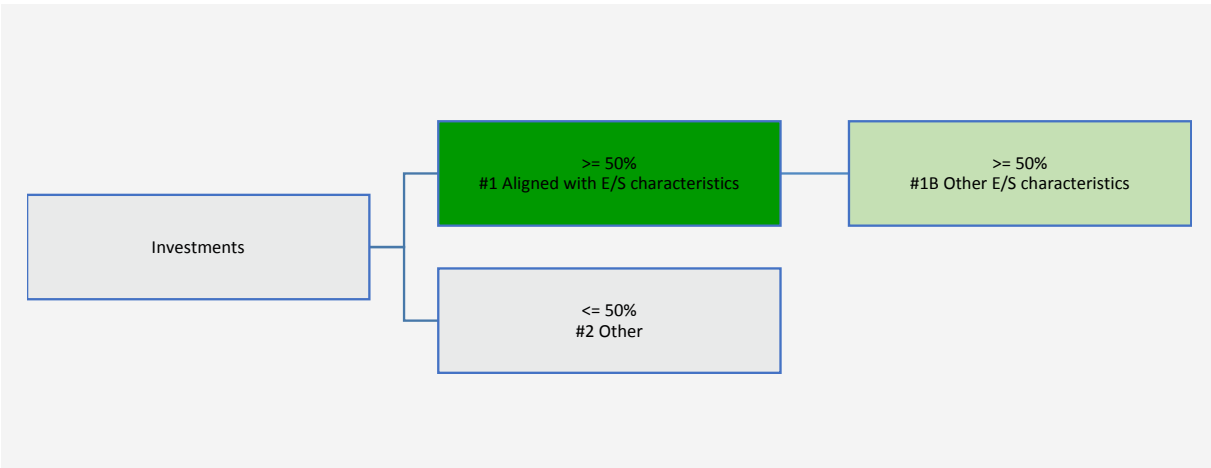 Investments
>= 50%
#1 Aligned with E/S characteristics
>= 50%
#1B Other E/S characteristics
<= 50%
#2 Other